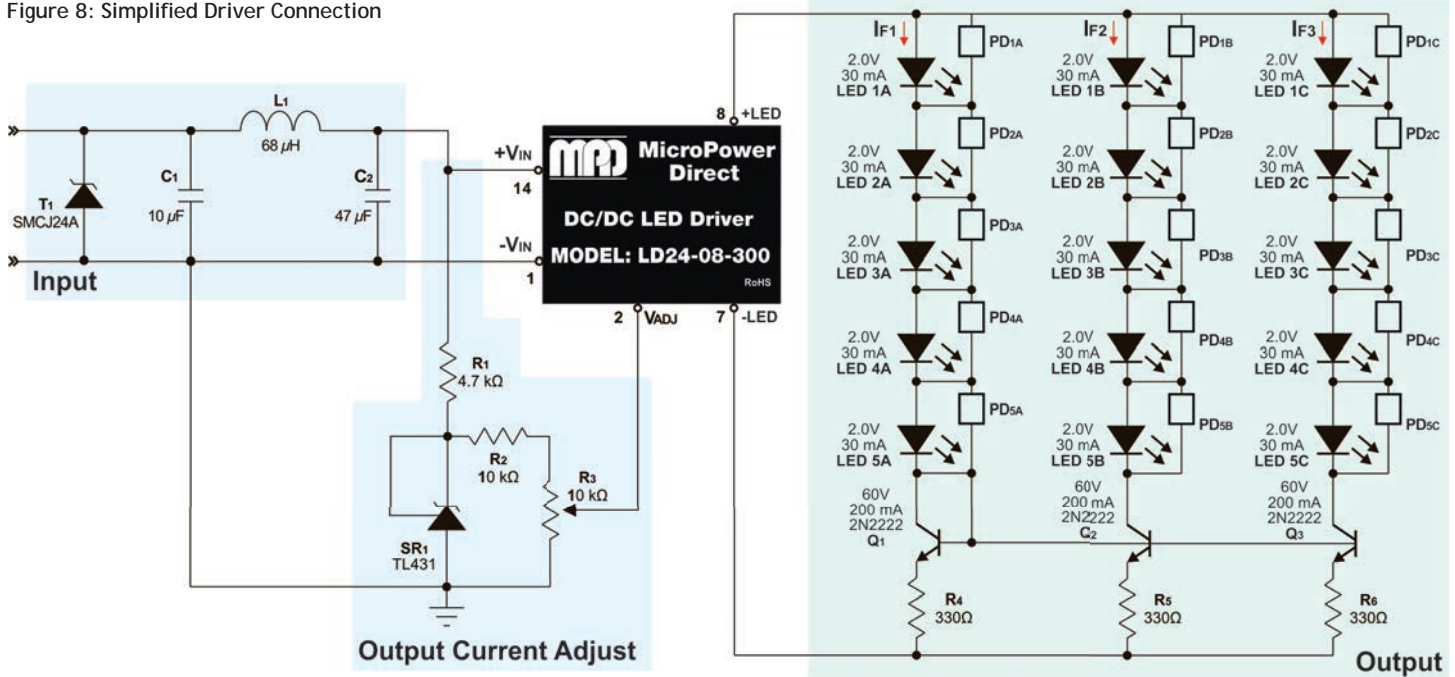 Figure 8: Simplified Driver Connection
L1
68 µH
T1
SMCJ24A
C1
10 µF
C2
47 µF
Input
+VIN
14
-VIN
1
MPD
MicroPower
Direct
DC/DC LED Driver
MODEL: LD24-08-300
RoHS
8 +LED
2 VADJ
7 -LED
R1
4.7 kΩ
R2
10 kΩ
R3
10 kΩ
SR1
TL431
Output Current Adjust
IF1
2.0V
30 mA
LED 1A
PD1A
2.0V
30 mA
LED 2A
PD2A
2.0V
30 mA
LED 3A
PD3A
2.0V
30 mA
LED 4A
PD4A
2.0V
30 mA
LED 5A
PD5A
60V
200 mA
2N2222
Q1
R4
330Ω
IF2
2.0V
30 mA
LED 1B
PD1B
2.0V
30 mA
LED 2B
PD2B
2.0V
30 mA
LED 3B
PD3B
2.0V
30 mA
LED 4B
PD4B
2.0V
30 mA
LED 5B
PD5B
60V
200 mA
2N2222
Q2
R5
330Ω
IF3
2.0V
30 mA
LED 1C
PD1C
2.0V
30 mA
LED 2C
PD2C
2.0V
30 mA
LED 3C
PD3C
2.0V
30 mA
LED 4C
PD4C
2.0V
30 mA
LED 5C
PD5C
60V
200 mA
2N2222
Q3
R6
330Ω
Output